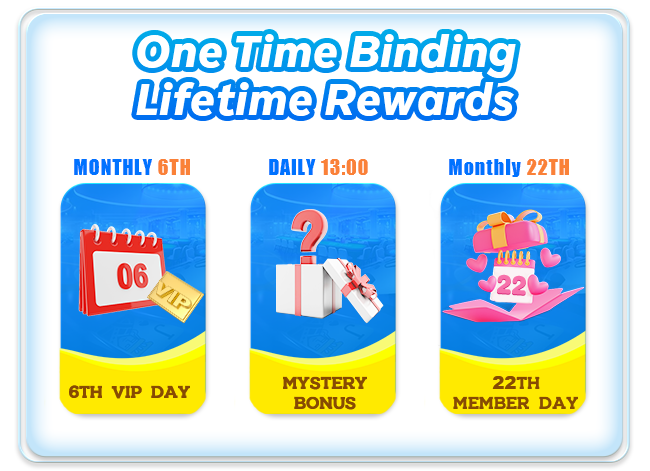 One Time Binding
Lifetime Rewards
MONTHLY 6TH
DAILY 13:00
Monthly 22TH
06
VIP
22
6TH VIP DAY
MYSTERY
BONUS
22TH
MEMBER DAY